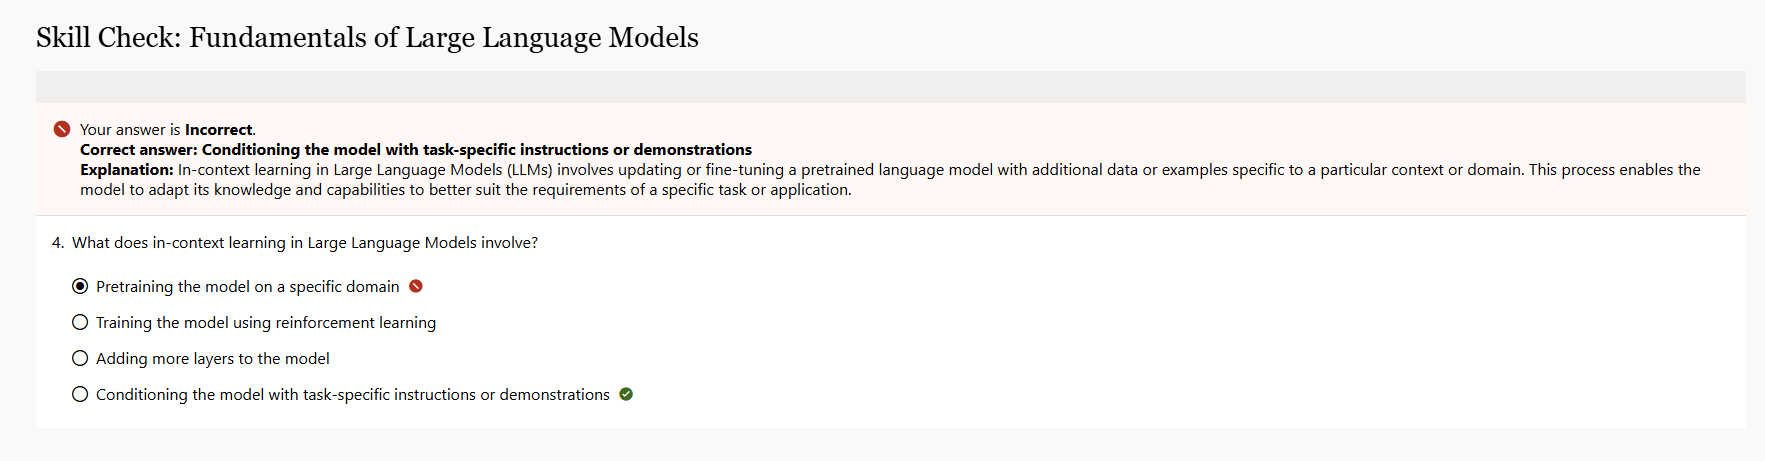 Skill Check: Fundamentals of Large Language Models
Your answer is Incorrect.
Correct answer: Conditioning the model with task-specific instructions or demonstrations
Explanation: In-context learning in Large Language Models (LLMs) involves updating or fine-tuning a pretrained language model with additional data or examples specific to a particular context or domain. This process enables the
model to adapt its knowledge and capabilities to better suit the requirements of a specific task or application.
4. What does in-context learning in Large Language Models involve?
Pretraining the model on a specific domain
Training the model using reinforcement learning
Adding more layers to the model
Conditioning the model with task-specific instructions or demonstrations